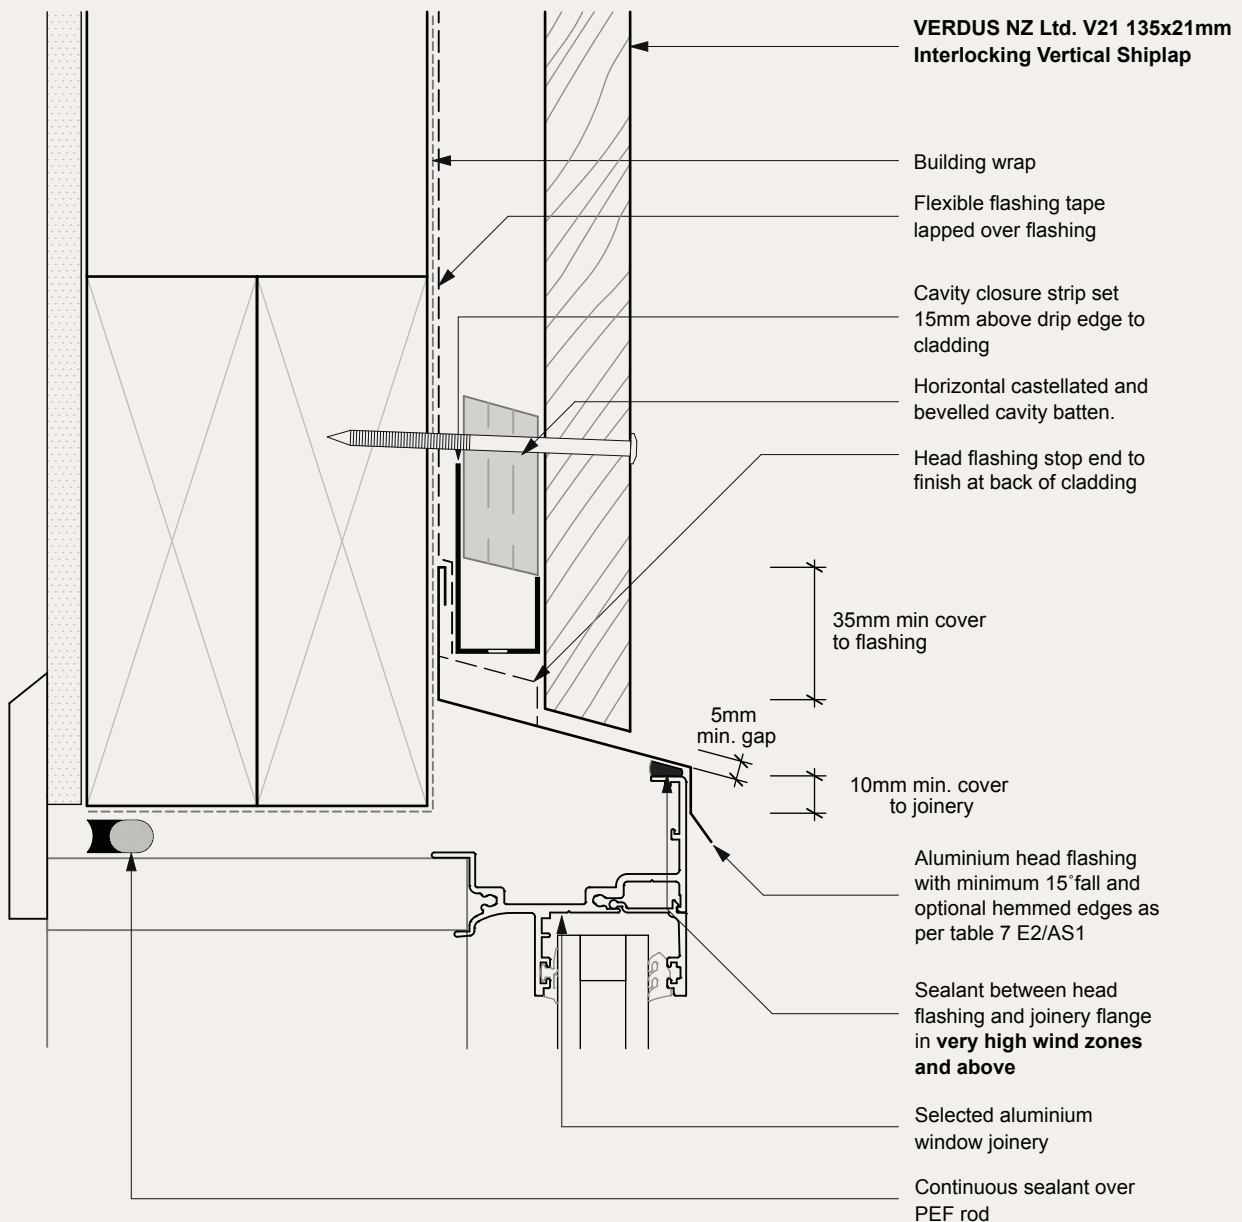 VERDUS NZ Ltd. V21 135x21mm
Interlocking Vertical Shiplap
Building wrap
Flexible flashing tape
lapped over flashing
Cavity closure strip set
15mm above drip edge to
cladding
Horizontal castellated and
bevelled cavity batten.
Head flashing stop end to
finish at back of cladding
35mm min cover
to flashing
5mm
min. gap
10mm min. cover
to joinery
Aluminium head flashing
with minimum 15˚fall and
optional hemmed edges as
per table 7 E2/AS1
Sealant between head
flashing and joinery flange
in very high wind zones
and above
Selected aluminium
window joinery
Continuous sealant over
PEF rod